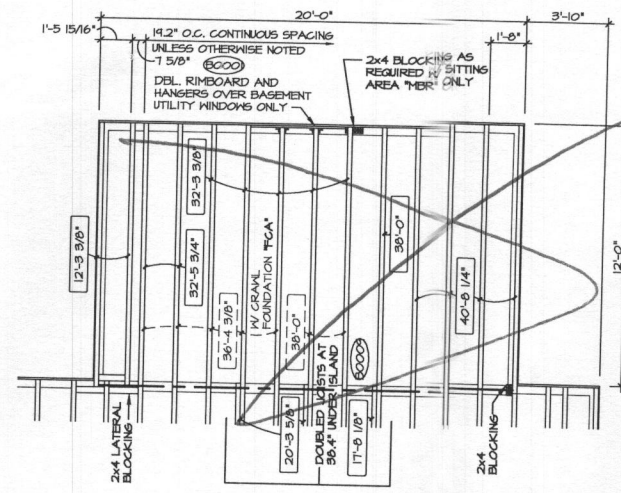 20'-0"
3'-10"
1'-5 15/16"
19.2" O.C. CONTINUOUS SPACING
UNLESS OTHERWISE NOTED
7 5/8"
B0001
DBL. RIMBOARD AND
HANGERS OVER BASEMENT
UTILITY WINDOWS ONLY
2x4 BLOCKING AS
REQUIRED W/ SITTING
AREA "MBR" ONLY
1'-8"
12'-3 3/8"
32'-3 3/8"
32'-5 3/4"
36'-4 3/8"
W/ CRAWL
FOUNDATION "FCA"
38'-0"
38'-0"
40'-8 1/4"
12'-0"
2x4 LATERAL
BLOCKING
20'-3 5/8"
DOUBLED JOISTS AT
38.4" UNDER ISLAND
17'-8 1/8"
2x4
BLOCKING